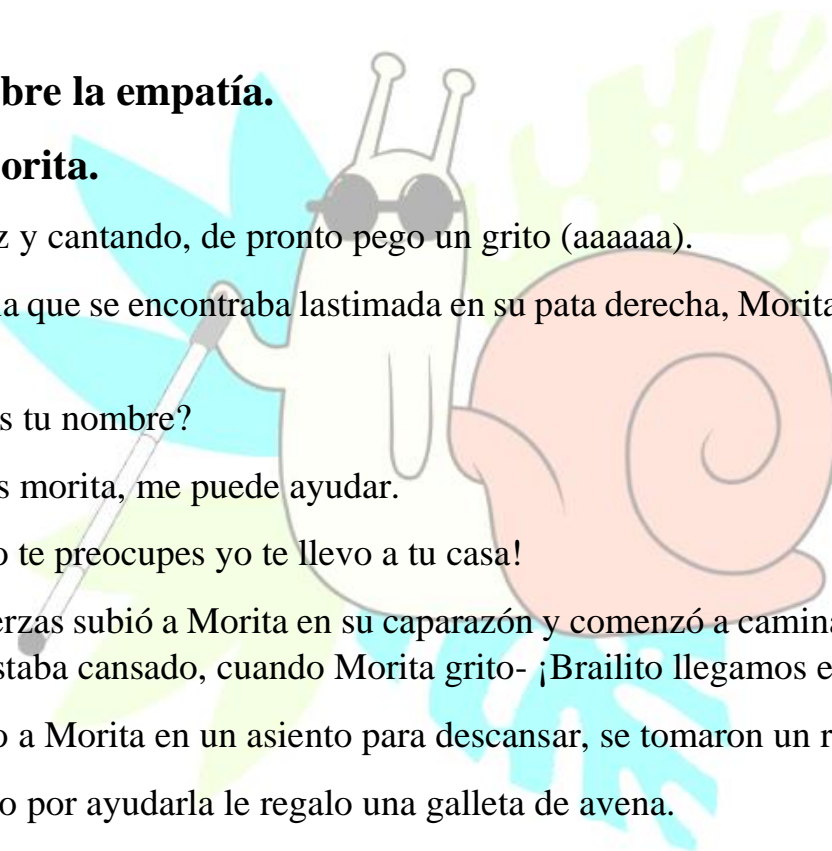 bre la empatía.
orita.
z y cantando, de pronto pego un grito (aaaaaa).
la que se encontraba lastimada en su pata derecha, Morita
s tu nombre?
s morita, me puede ayudar.
o te preocupes yo te llevo a tu casa!
erzas subió a Morita en su caparazón y comenzó a camina
staba cansado, cuando Morita grito- ¡Brailito llegamos e
o a Morita en un asiento para descansar, se tomaron un r
o por ayudarla le regalo una galleta de avena.